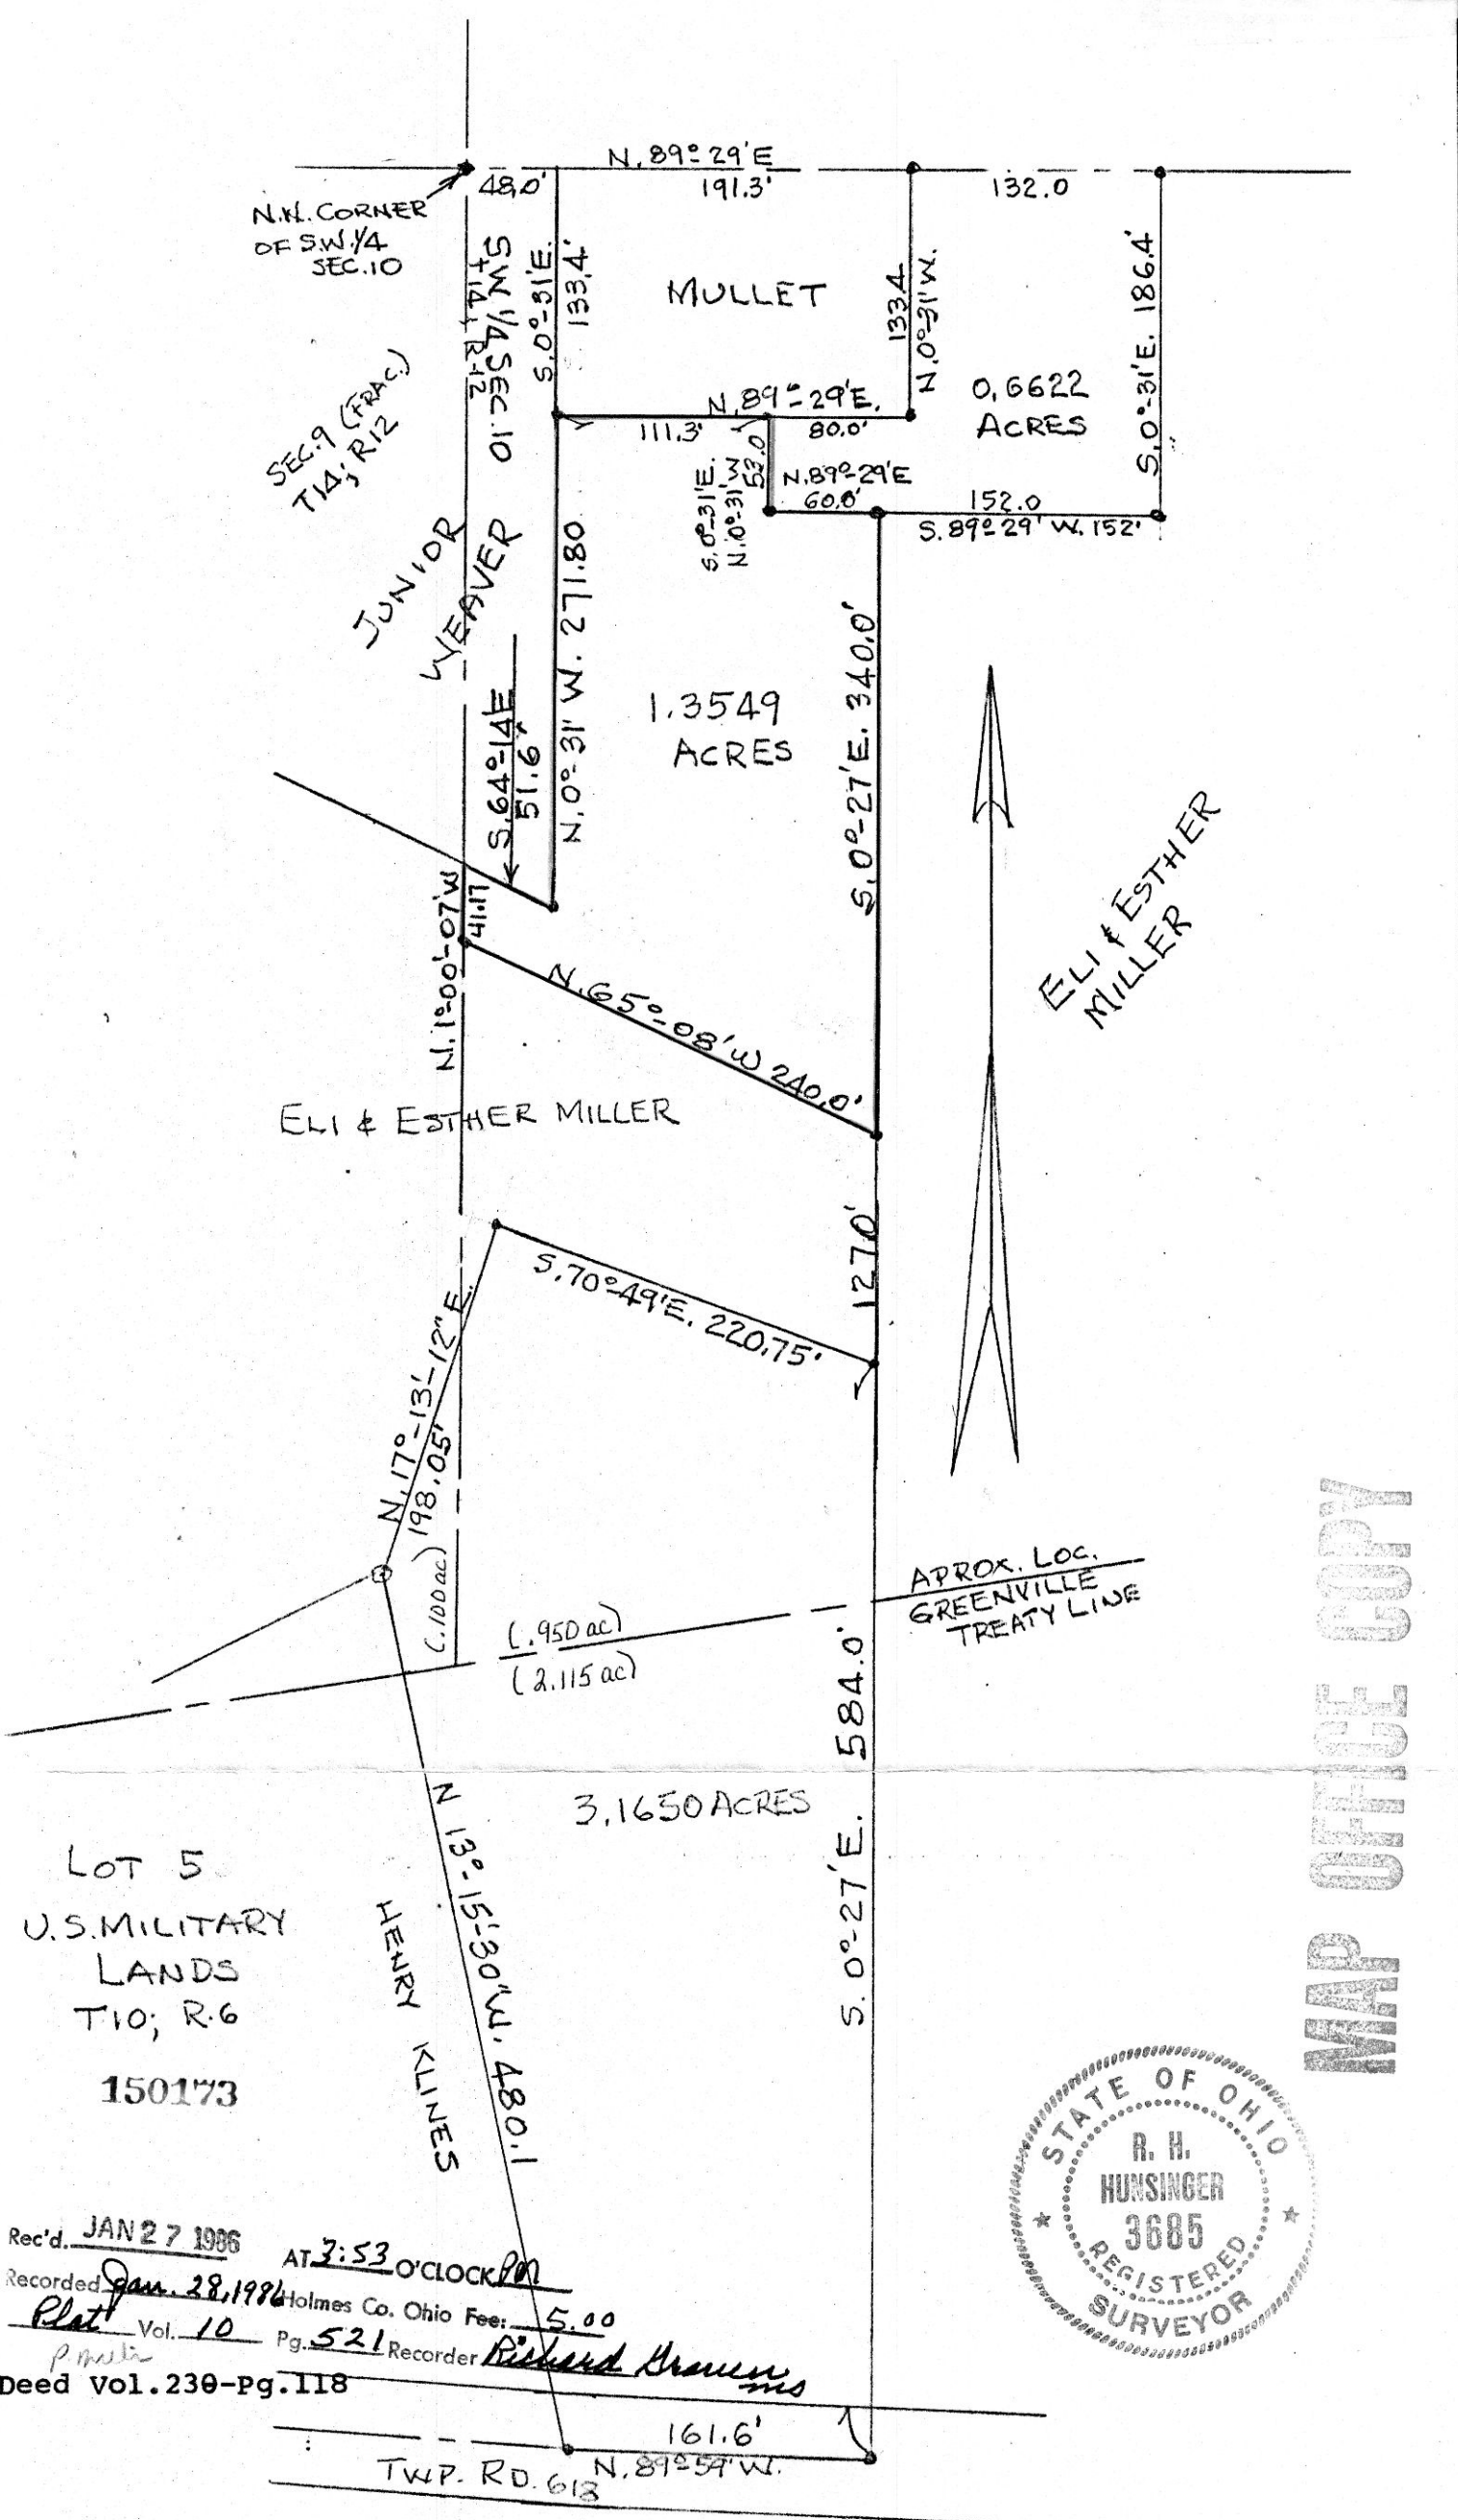 N. 89°29'E
48.0'
191.3'
132.0
N.W. CORNER
OF S.W.1/4
SEC.10
SW 1/4 SEC. 10
T14; R-12
S.0°-31'E.
133.4'
MULLET
133.4
N.0°-31'W.
S.0°-31'E. 186.4'
0.6622
ACRES
SEC.9 (FRAC.)
T14; R12
N.89°-29'E.
111.3'
80.0'
S.0°-31'E.
N.0°-31'W
53.0
N.89°-29'E
60.0'
152.0
S.89°29' W. 152'
JUNIOR
WEAVER
N.0°-31' W. 271.80
1.3549
ACRES
S.0°-27'E. 340.0'
S.64°-14'E
51.6'
N.1°-00'-07'W
41.17
N.65°-08'W 240.0'
ELI & ESTHER
MILLER
ELI & ESTHER MILLER
127.0'
S.70°-49'E. 220.75'
N.17°-13'-12"E.
198.05'
(.100ac)
(.950 ac)
(2.115 ac)
APROX. LOC.
GREENVILLE
TREATY LINE
S. 0°-27'E. 584.0'
3.1650 ACRES
N 13°-15'-30"W. 480.1
HENRY KLINES
LOT 5
U.S.MILITARY
LANDS
T10; R.6
150173
MAP OFFICE COPY
STATE OF OHIO
R. H.
HUNSINGER
3685
REGISTERED
SURVEYOR
Rec'd. JAN 27 1986 AT 3:53 O'CLOCK PM
Recorded Jan. 28, 1986 Holmes Co. Ohio Fee: 5.00
Plat Vol. 10 Pg. 521 Recorder Richard Graven
Deed Vol.230-Pg.118
161.6'
N.89°59'W.
TWP. RD. 613